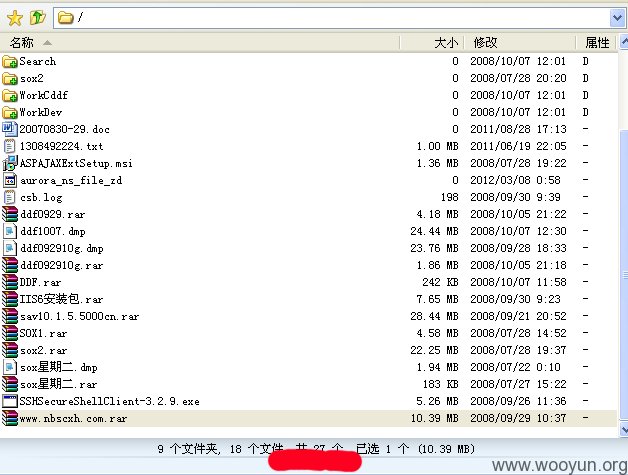 /
名称 大小 修改 属性
Search 0 2008/10/07 12:01 D
sox2 0 2008/07/28 20:20 D
WorkCddf 0 2008/10/07 12:01 D
WorkDev 0 2008/10/07 12:01 D
20070830-29.doc 0 2011/08/28 17:13 -
1308492224.txt 1.00 MB 2011/06/19 22:05 -
ASPAJAXExtSetup.msi 1.36 MB 2008/07/28 19:22 -
aurora_ns_file_zd 0 2012/03/08 0:58 -
csb.log 198 2008/09/30 9:39 -
ddf0929.rar 4.18 MB 2008/10/05 21:22 -
ddf1007.dmp 24.44 MB 2008/10/07 12:30 -
ddf092910g.dmp 23.76 MB 2008/09/28 18:33 -
ddf092910g.rar 1.86 MB 2008/10/05 21:18 -
DDF.rar 242 KB 2008/10/07 11:58 -
IIS6安装包.rar 7.65 MB 2008/09/30 9:23 -
sav10.1.5.5000cn.rar 28.44 MB 2008/09/21 20:52 -
SOX1.rar 4.58 MB 2008/07/28 14:52 -
sox2.rar 22.25 MB 2008/07/28 19:37 -
sox星期二.dmp 1.94 MB 2008/07/22 0:10 -
sox星期二.rar 183 KB 2008/07/27 15:22 -
SSHSecureShellClient-3.2.9.exe 5.26 MB 2008/09/26 11:36 -
www.nbscxh.com.rar 10.39 MB 2008/09/29 10:37 -
9 个文件夹, 18 个文件, 共 27 个, 已选 1 个 (10.39 MB)
www.wooyun.org